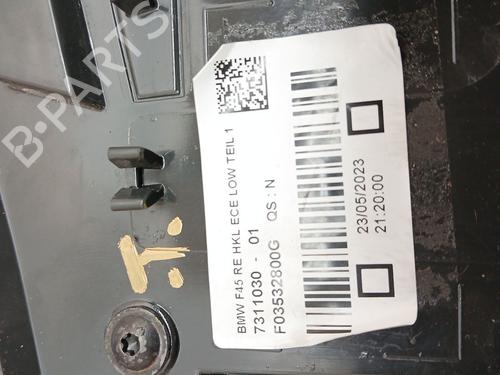 BMW F45 RE HKL ECE LOW TEIL 1
7311030 - 01
F03532800G QS : N
23/05/2023
21:20:00
B-PARTS